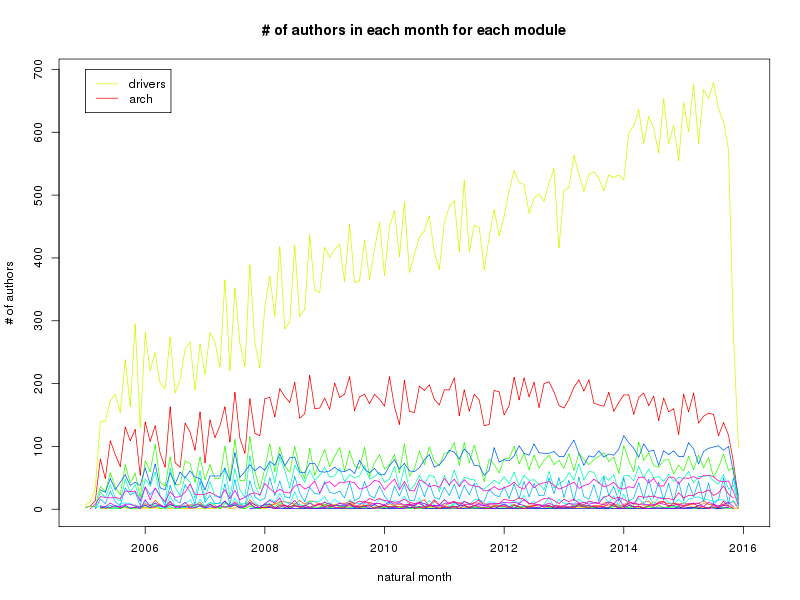 # of authors in each month for each module
drivers
arch
# of authors
700
600
500
400
300
200
100
0
2006 2008 2010 2012 2014 2016
natural month